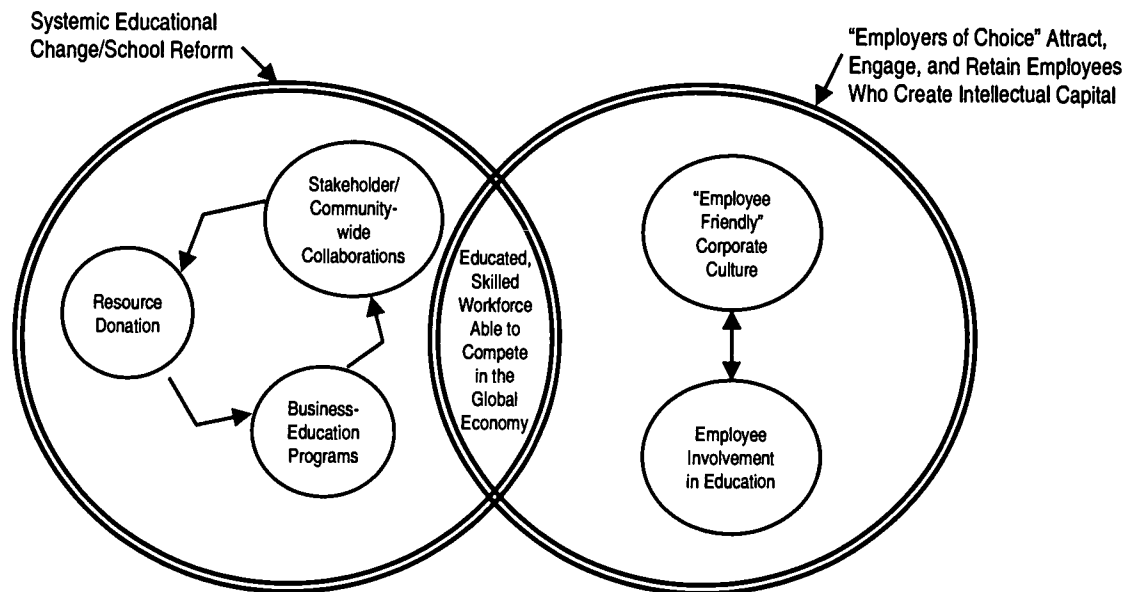 Systemic Educational
Change/School Reform
"Employers of Choice" Attract,
Engage, and Retain Employees
Who Create Intellectual Capital
Stakeholder/
Community-
wide
Collaborations
Resource
Donation
Business-
Education
Programs
Educated,
Skilled
Workforce
Able to
Compete
in the
Global
Economy
"Employee
Friendly"
Corporate
Culture
Employee
Involvement
in Education